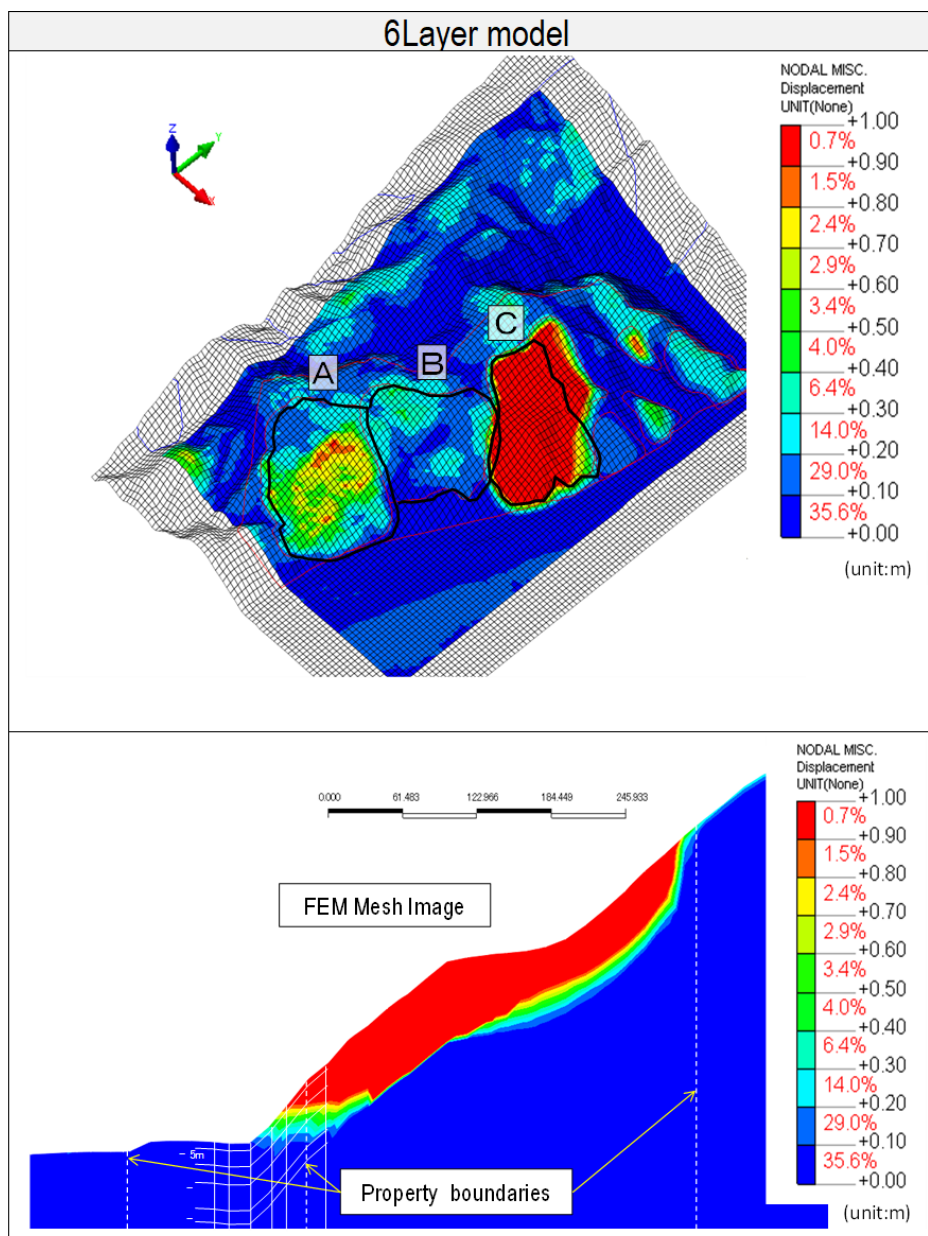 6Layer model
NODAL MISC.
Displacement
UNIT(None)
+1.00
0.7%
+0.90
1.5%
+0.80
2.4%
+0.70
2.9%
+0.60
3.4%
+0.50
4.0%
+0.40
6.4%
+0.30
14.0%
+0.20
29.0%
+0.10
35.6%
+0.00
(unit:m)
Z
Y
X
A
B
C
NODAL MISC.
Displacement
UNIT(None)
+1.00
0.7%
+0.90
1.5%
+0.80
2.4%
+0.70
2.9%
+0.60
3.4%
+0.50
4.0%
+0.40
6.4%
+0.30
14.0%
+0.20
29.0%
+0.10
35.6%
+0.00
(unit:m)
0.000 61.483 122.966 184.449 245.933
FEM Mesh Image
- 5m
Property boundaries